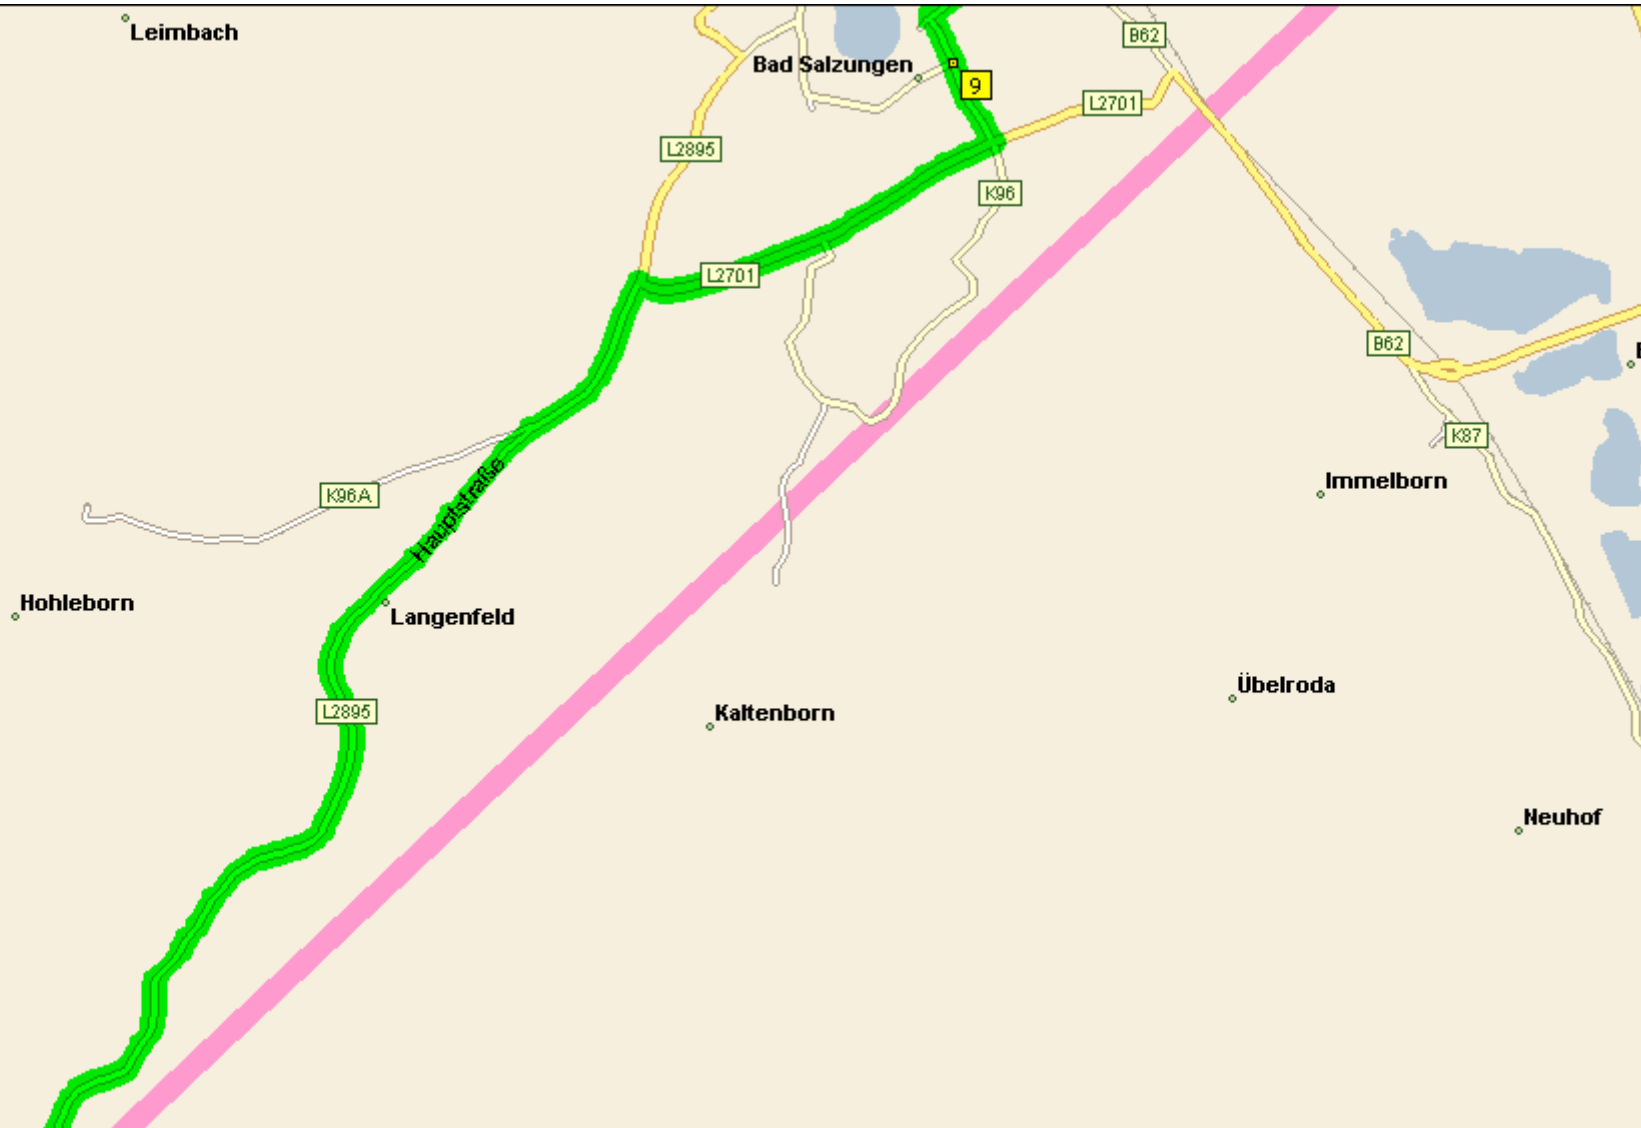 Leimbach
B62
Bad Salzungen
9
L2701
L2895
K96
L2701
B62
K87
Immelborn
K96A
Hauptstraße
Hohleborn
Langenfeld
Übelroda
L2895
Kaltenborn
Neuhof